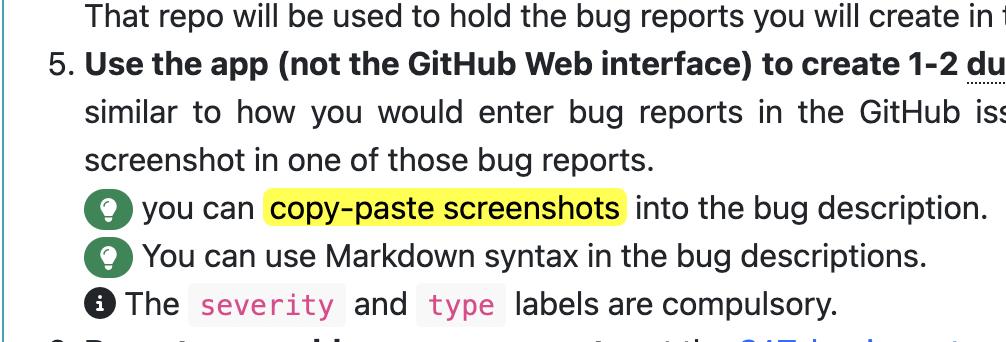 That repo will be used to hold the bug reports you will create in
5. Use the app (not the GitHub Web interface) to create 1-2
similar to how you would enter bug reports in the GitHub
screenshot in one of those bug reports.
you can copy-paste screenshots into the bug description.
You can use Markdown syntax in the bug descriptions.
The severity and type labels are compulsory.